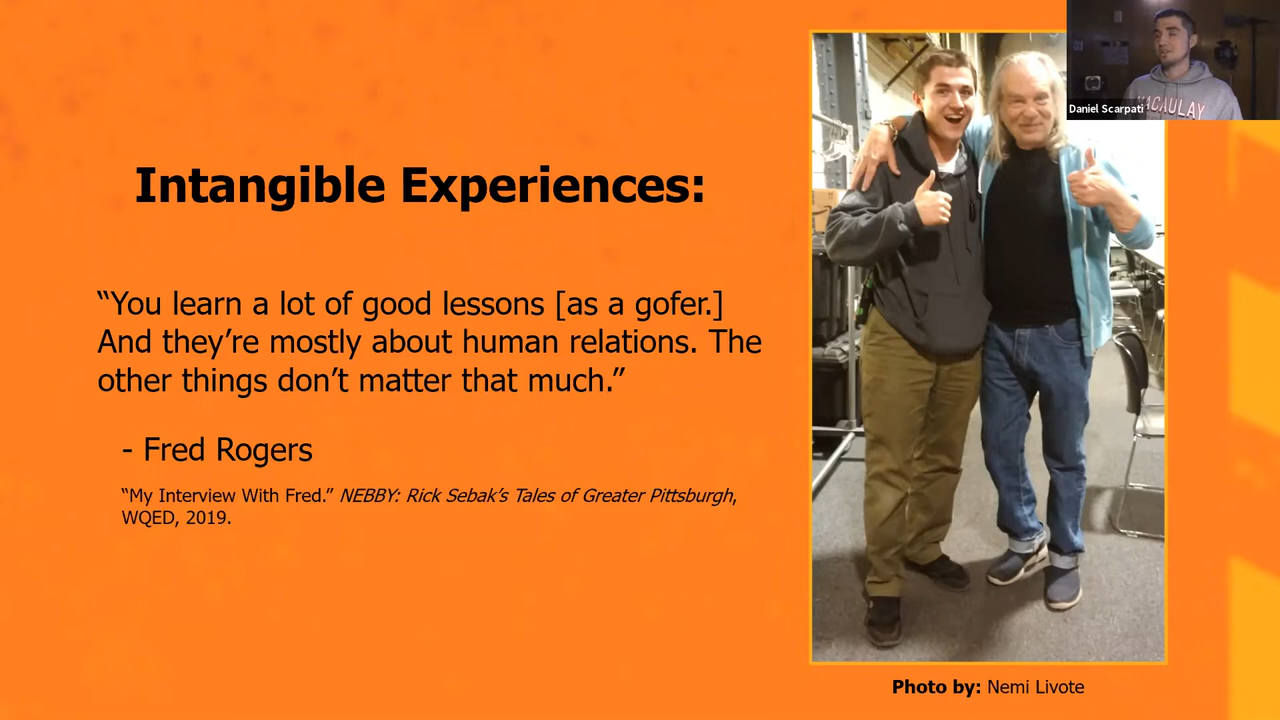 Daniel Scarpati
MACAULAY
Intangible Experiences:
“You learn a lot of good lessons [as a gofer.]
And they’re mostly about human relations. The
other things don’t matter that much.”
- Fred Rogers
“My Interview With Fred.” NEBBY: Rick Sebak’s Tales of Greater Pittsburgh,
WQED, 2019.
Photo by: Nemi Livote